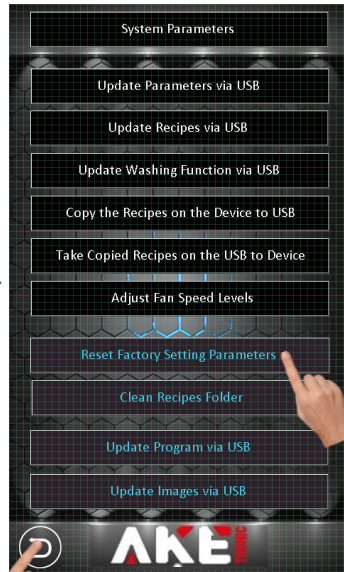 System Parameters
Update Parameters via USB
Update Recipes via USB
Update Washing Function via USB
Copy the Recipes on the Device to USB
Take Copied Recipes on the USB to Device
Adjust Fan Speed Levels
Reset Factory Setting Parameters
Clean Recipes Folder
Update Program via USB
Update Images via USB
AKE TEKNİK